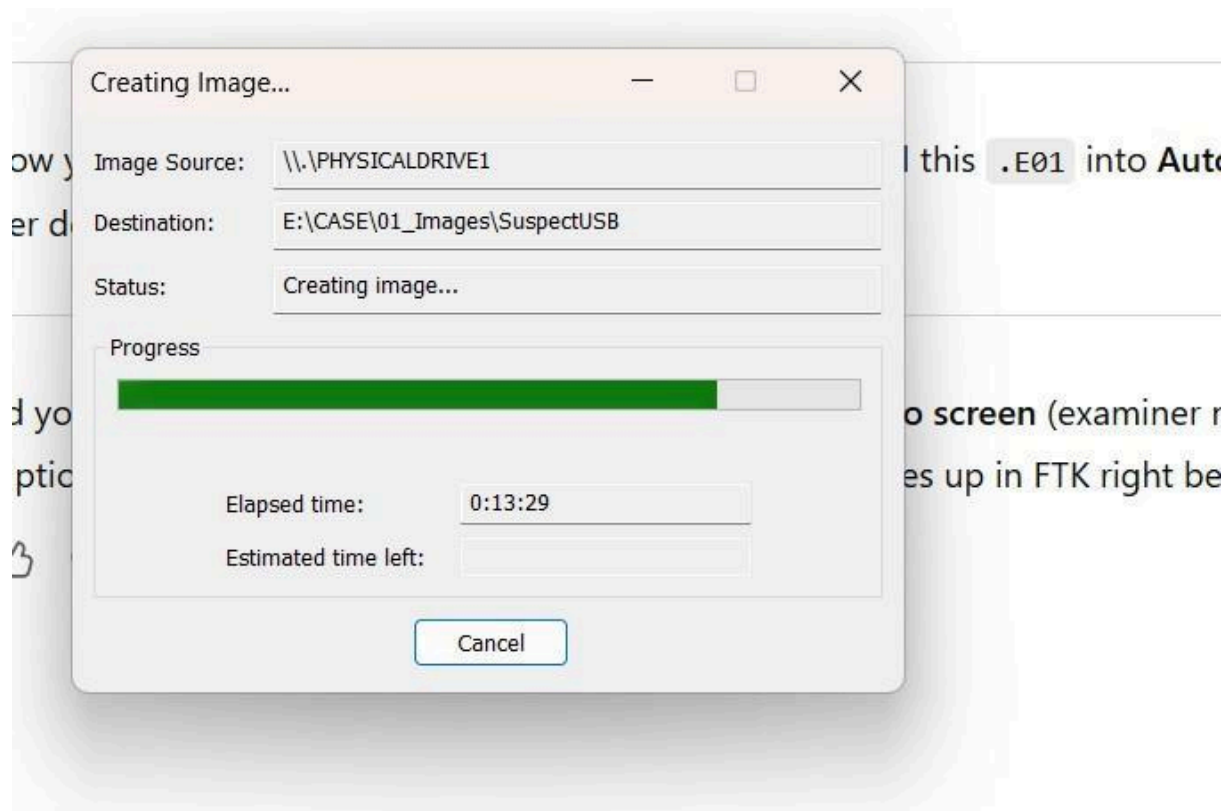 Creating Image...
this .E01 into
Image Source: \\.\PHYSICALDRIVE1
Destination: E:\CASE\01_Images\SuspectUSB
Status: Creating image...
Progress
screen (examiner
es up in FTK right be
Elapsed time: 0:13:29
Estimated time left:
Cancel